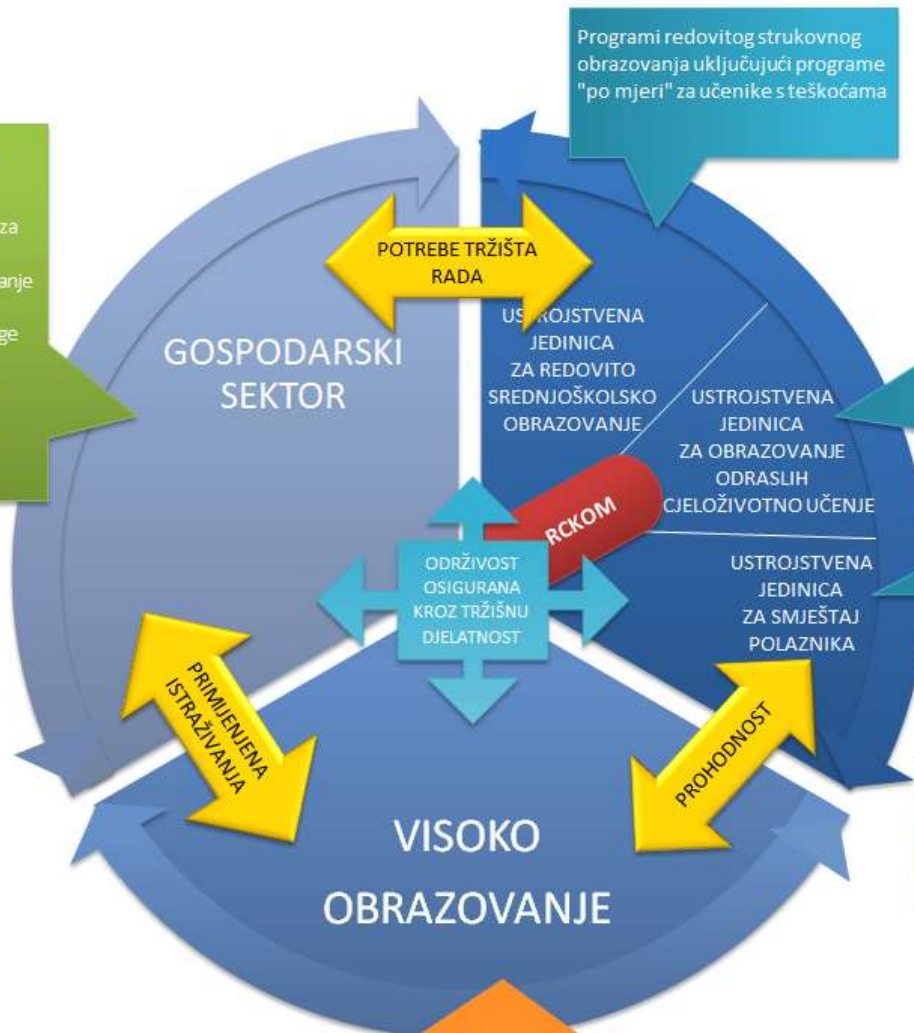 Programi redovitog strukovnog
obrazovanja uključujući programe
"po mjeri" za učenike s teškoćama
za
anje
ge
POTREBE TRŽIŠTA
RADA
GOSPODARSKI
SEKTOR
USTROJSTVENA
JEDINICA
ZA REDOVITO
SREDNJOŠKOLSKO
OBRAZOVANJE
USTROJSTVENA
JEDINICA
ZA OBRAZOVANJE
ODRASLIH
CJELOŽIVOTNO UČENJE
RCKOM
ODRŽIVOST
OSIGURANA
KROZ TRŽIŠNU
DJELATNOST
USTROJSTVENA
JEDINICA
ZA SMJEŠTAJ
POLAZNIKA
PRIMIJENJENA
ISTRAŽIVANJA
PROHODNOST
VISOKO
OBRAZOVANJE